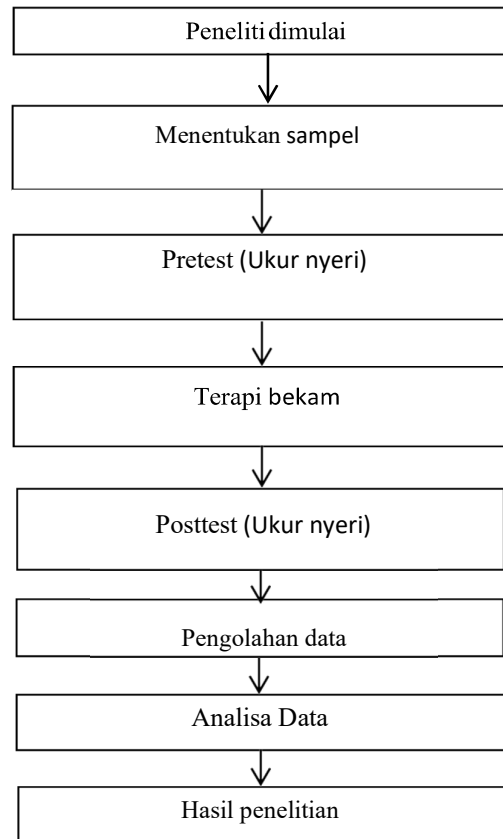 Peneliti dimulai
Menentukan sampel
Pretest (Ukur nyeri)
Terapi bekam
Posttest (Ukur nyeri)
Pengolahan data
Analisa Data
Hasil penelitian